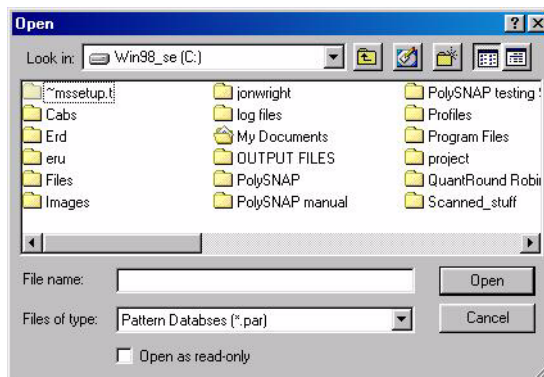 Open
Look in: Win98_se (C:)
~mssetup.t jonwright PolySNAP testing
Cabs log files Profiles
Erd My Documents Program Files
eru OUTPUT FILES project
Files PolySNAP QuantRound Robi
Images PolySNAP manual Scanned_stuff
File name: Open
Files of type: Pattern Databses (*.par) Cancel
Open as read-only